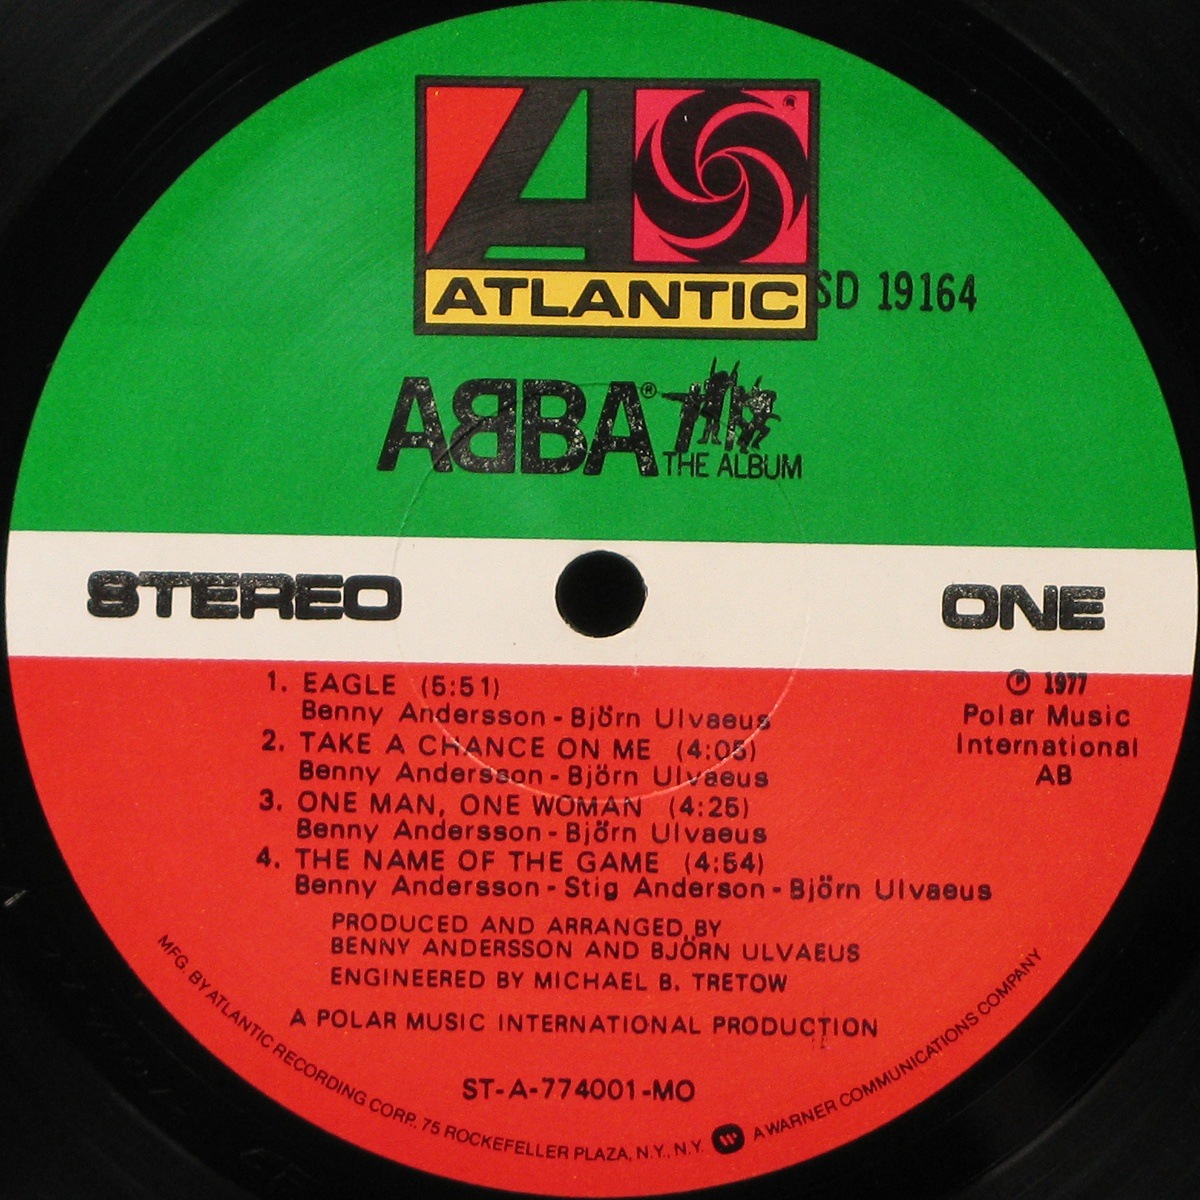 ATLANTIC
SD 19164
ABBA®
THE ALBUM
STEREO
ONE
1. EAGLE (5:51)
Benny Andersson - Björn Ulvaeus
2. TAKE A CHANCE ON ME (4:05)
Benny Andersson - Björn Ulvaeus
3. ONE MAN, ONE WOMAN (4:25)
Benny Andersson - Björn Ulvaeus
4. THE NAME OF THE GAME (4:54)
Benny Andersson - Stig Anderson - Björn Ulvaeus
℗ 1977
Polar Music
International
AB
PRODUCED AND ARRANGED BY
BENNY ANDERSSON AND BJÖRN ULVAEUS
ENGINEERED BY MICHAEL B. TRETOW
A POLAR MUSIC INTERNATIONAL PRODUCTION
ST-A-774001-MO
MFG. BY ATLANTIC RECORDING CORP. 75 ROCKEFELLER PLAZA, N.Y., N.Y. A WARNER COMMUNICATIONS COMPANY